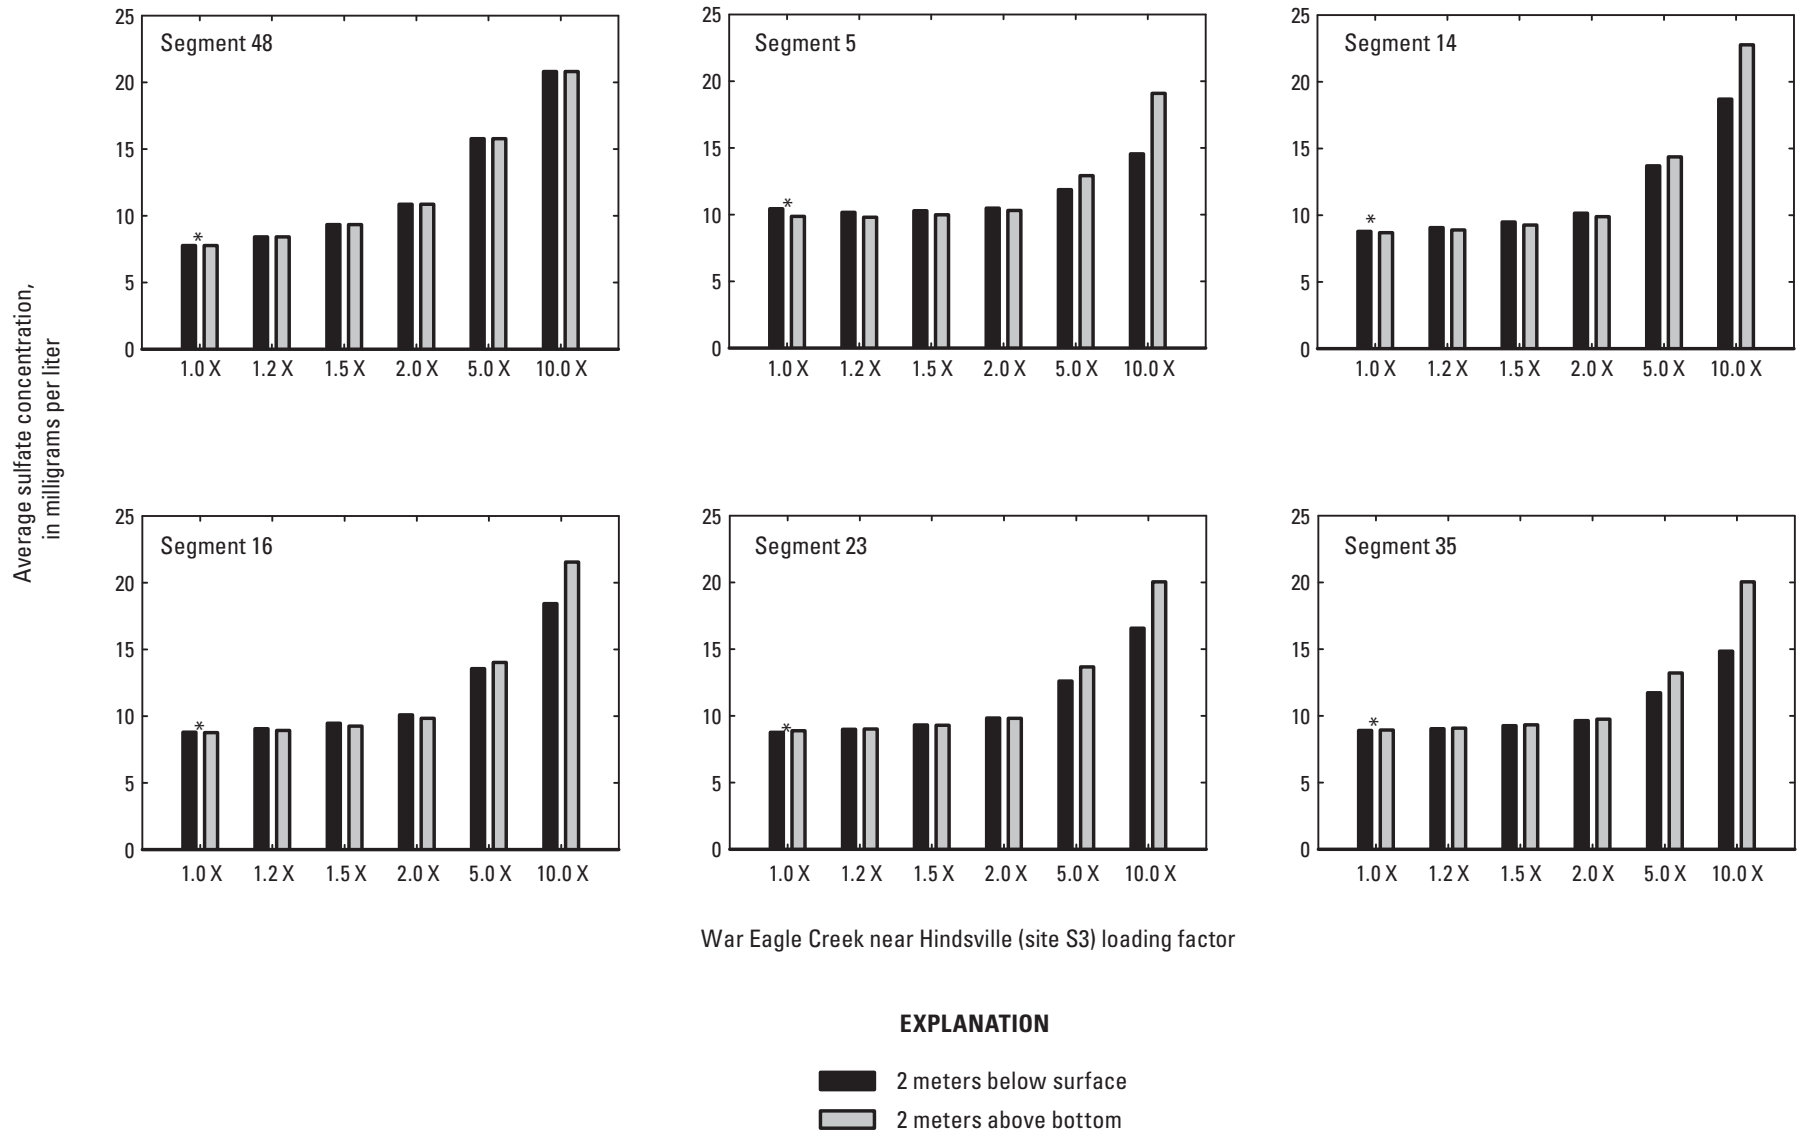 Average sulfate concentration,
in milligrams per liter
Segment 48
25
20
15
10
5
0
*
1.0 X 1.2 X 1.5 X 2.0 X 5.0 X 10.0 X
Segment 5
25
20
15
10
5
0
*
1.0 X 1.2 X 1.5 X 2.0 X 5.0 X 10.0 X
Segment 14
25
20
15
10
5
0
*
1.0 X 1.2 X 1.5 X 2.0 X 5.0 X 10.0 X
Segment 16
25
20
15
10
5
0
*
1.0 X 1.2 X 1.5 X 2.0 X 5.0 X 10.0 X
Segment 23
25
20
15
10
5
0
*
1.0 X 1.2 X 1.5 X 2.0 X 5.0 X 10.0 X
Segment 35
25
20
15
10
5
0
*
1.0 X 1.2 X 1.5 X 2.0 X 5.0 X 10.0 X
War Eagle Creek near Hindsville (site S3) loading factor
EXPLANATION
2 meters below surface
2 meters above bottom